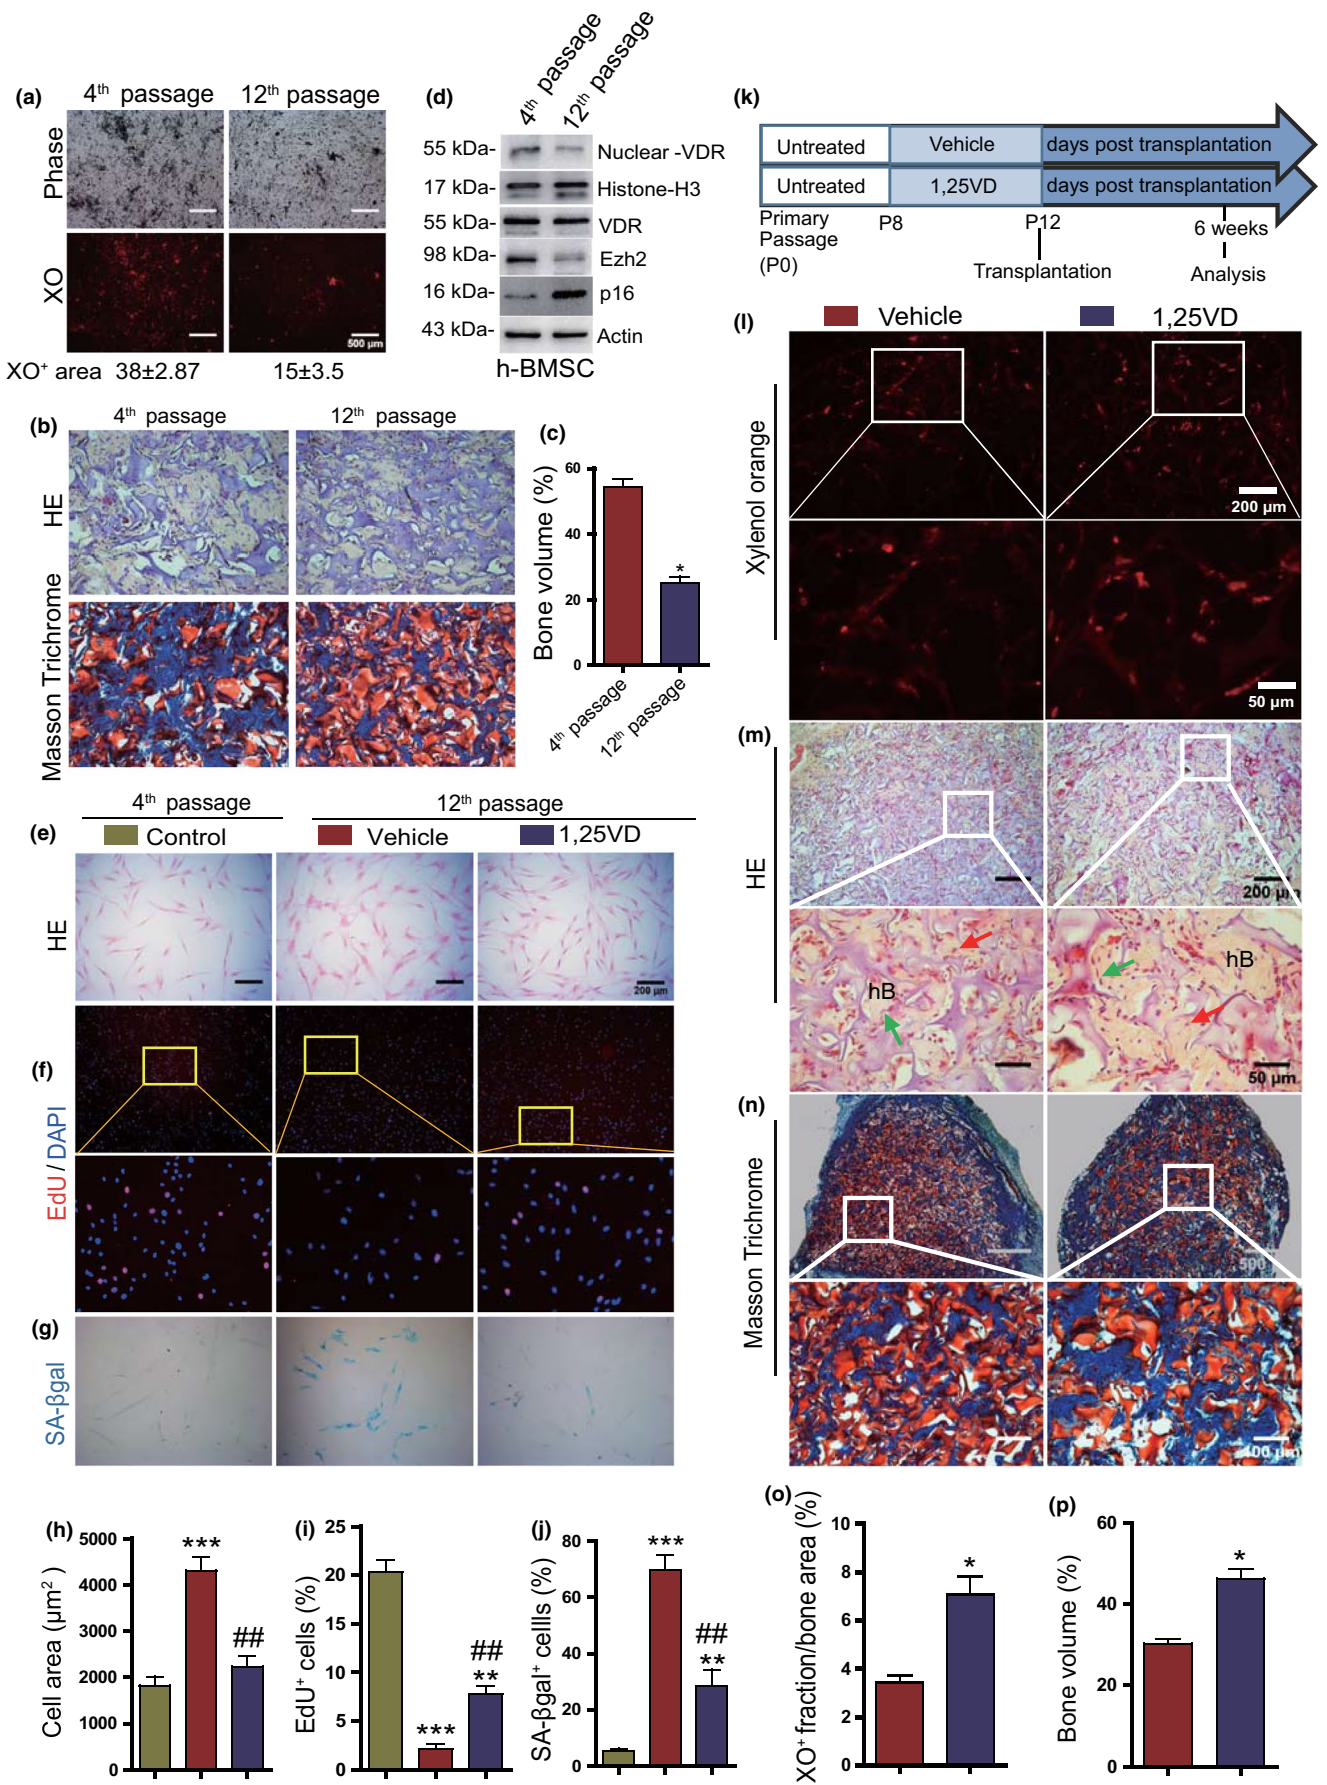 (a)
4th passage
12th passage
Phase
XO
500 µm
XO+ area 38±2.87 15±3.5
(d)
4th passage
12th passage
55 kDa- Nuclear -VDR
17 kDa- Histone-H3
55 kDa- VDR
98 kDa- Ezh2
16 kDa- p16
43 kDa- Actin
h-BMSC
(k)
Untreated Vehicle days post transplantation
Untreated 1,25VD days post transplantation
Primary
Passage
(P0)
P8
P12
6 weeks
Transplantation
Analysis
(b)
4th passage
12th passage
HE
Masson Trichrome
(c)
Bone volume (%)
60
40
20
0
*
4th passage
12th passage
(l)
Vehicle
1,25VD
Xylenol orange
200 µm
50 µm
(m)
HE
200 µm
hB
hB
50 µm
(n)
Masson Trichrome
500
400 µm
4th passage
12th passage
(e)
Control
Vehicle
1,25VD
HE
200 µm
(f)
EdU / DAPI
(g)
SA-βgal
(h)
Cell area (µm2 )
5000
4000
3000
2000
1000
0
***
##
(i)
EdU+ cells (%)
25
20
15
10
5
0
***
##
**
(j)
SA-βgal+ cellls (%)
80
60
40
20
0
***
##
**
(o)
XO+ fraction/bone area (%)
10
8
6
4
2
0
*
(p)
Bone volume (%)
60
40
20
0
*